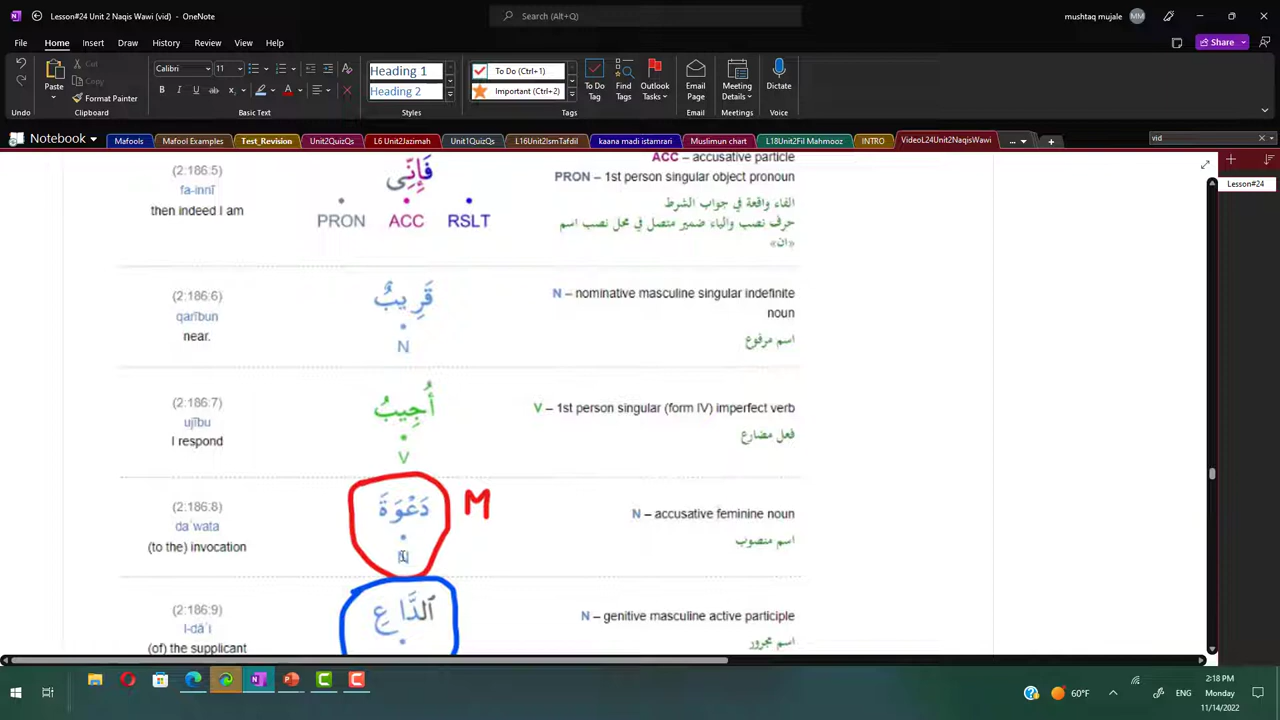 Lesson#24 Unit 2 Naqis Wawi (vid) - OneNote
Search (Alt+Q)
mushtaq mujale MM
File Home Insert Draw History Review View Help
Undo
Paste
Cut
Copy
Format Painter
Clipboard
Calibri 11
B I U ab x A
Basic Text
Heading 1
Heading 2
Styles
To Do (Ctrl+1)
Important (Ctrl+2)
To Do Tag
Find Tags
Outlook Tasks
Tags
Email Page
Email
Meeting Details
Meetings
Dictate
Voice
Share
Notebook
Mafools Mafool Examples Test_Revision Unit2QuizQs L6 Unit2Jazimah Unit1QuizQs L16Unit2IsmTafdil kaana madi istamrari Muslimun chart L18Unit2Fil Mahmooz INTRO VideoL24Unit2NaqisWawi ...
vid
Lesson#24
(2:186:5)
fa-innī
then indeed I am
فَإِنِّى
PRON ACC RSLT
ACC – accusative particle
PRON – 1st person singular object pronoun
الفاء واقعة في جواب الشرط
حرف نصب والياء ضمير متصل في محل نصب اسم
«ان»
(2:186:6)
qarībun
near.
قَرِيبٌ
N
N – nominative masculine singular indefinite
noun
اسم مرفوع
(2:186:7)
ujību
I respond
أُجِيبُ
V
V – 1st person singular (form IV) imperfect verb
فعل مضارع
(2:186:8)
daʿwata
(to the) invocation
دَعْوَةَ
N
M
N – accusative feminine noun
اسم منصوب
(2:186:9)
l-dāʿi
(of) the supplicant
ٱلدَّاعِ
N – genitive masculine active participle
اسم مجرور
60°F
ENG
2:18 PM
Monday
11/14/2022